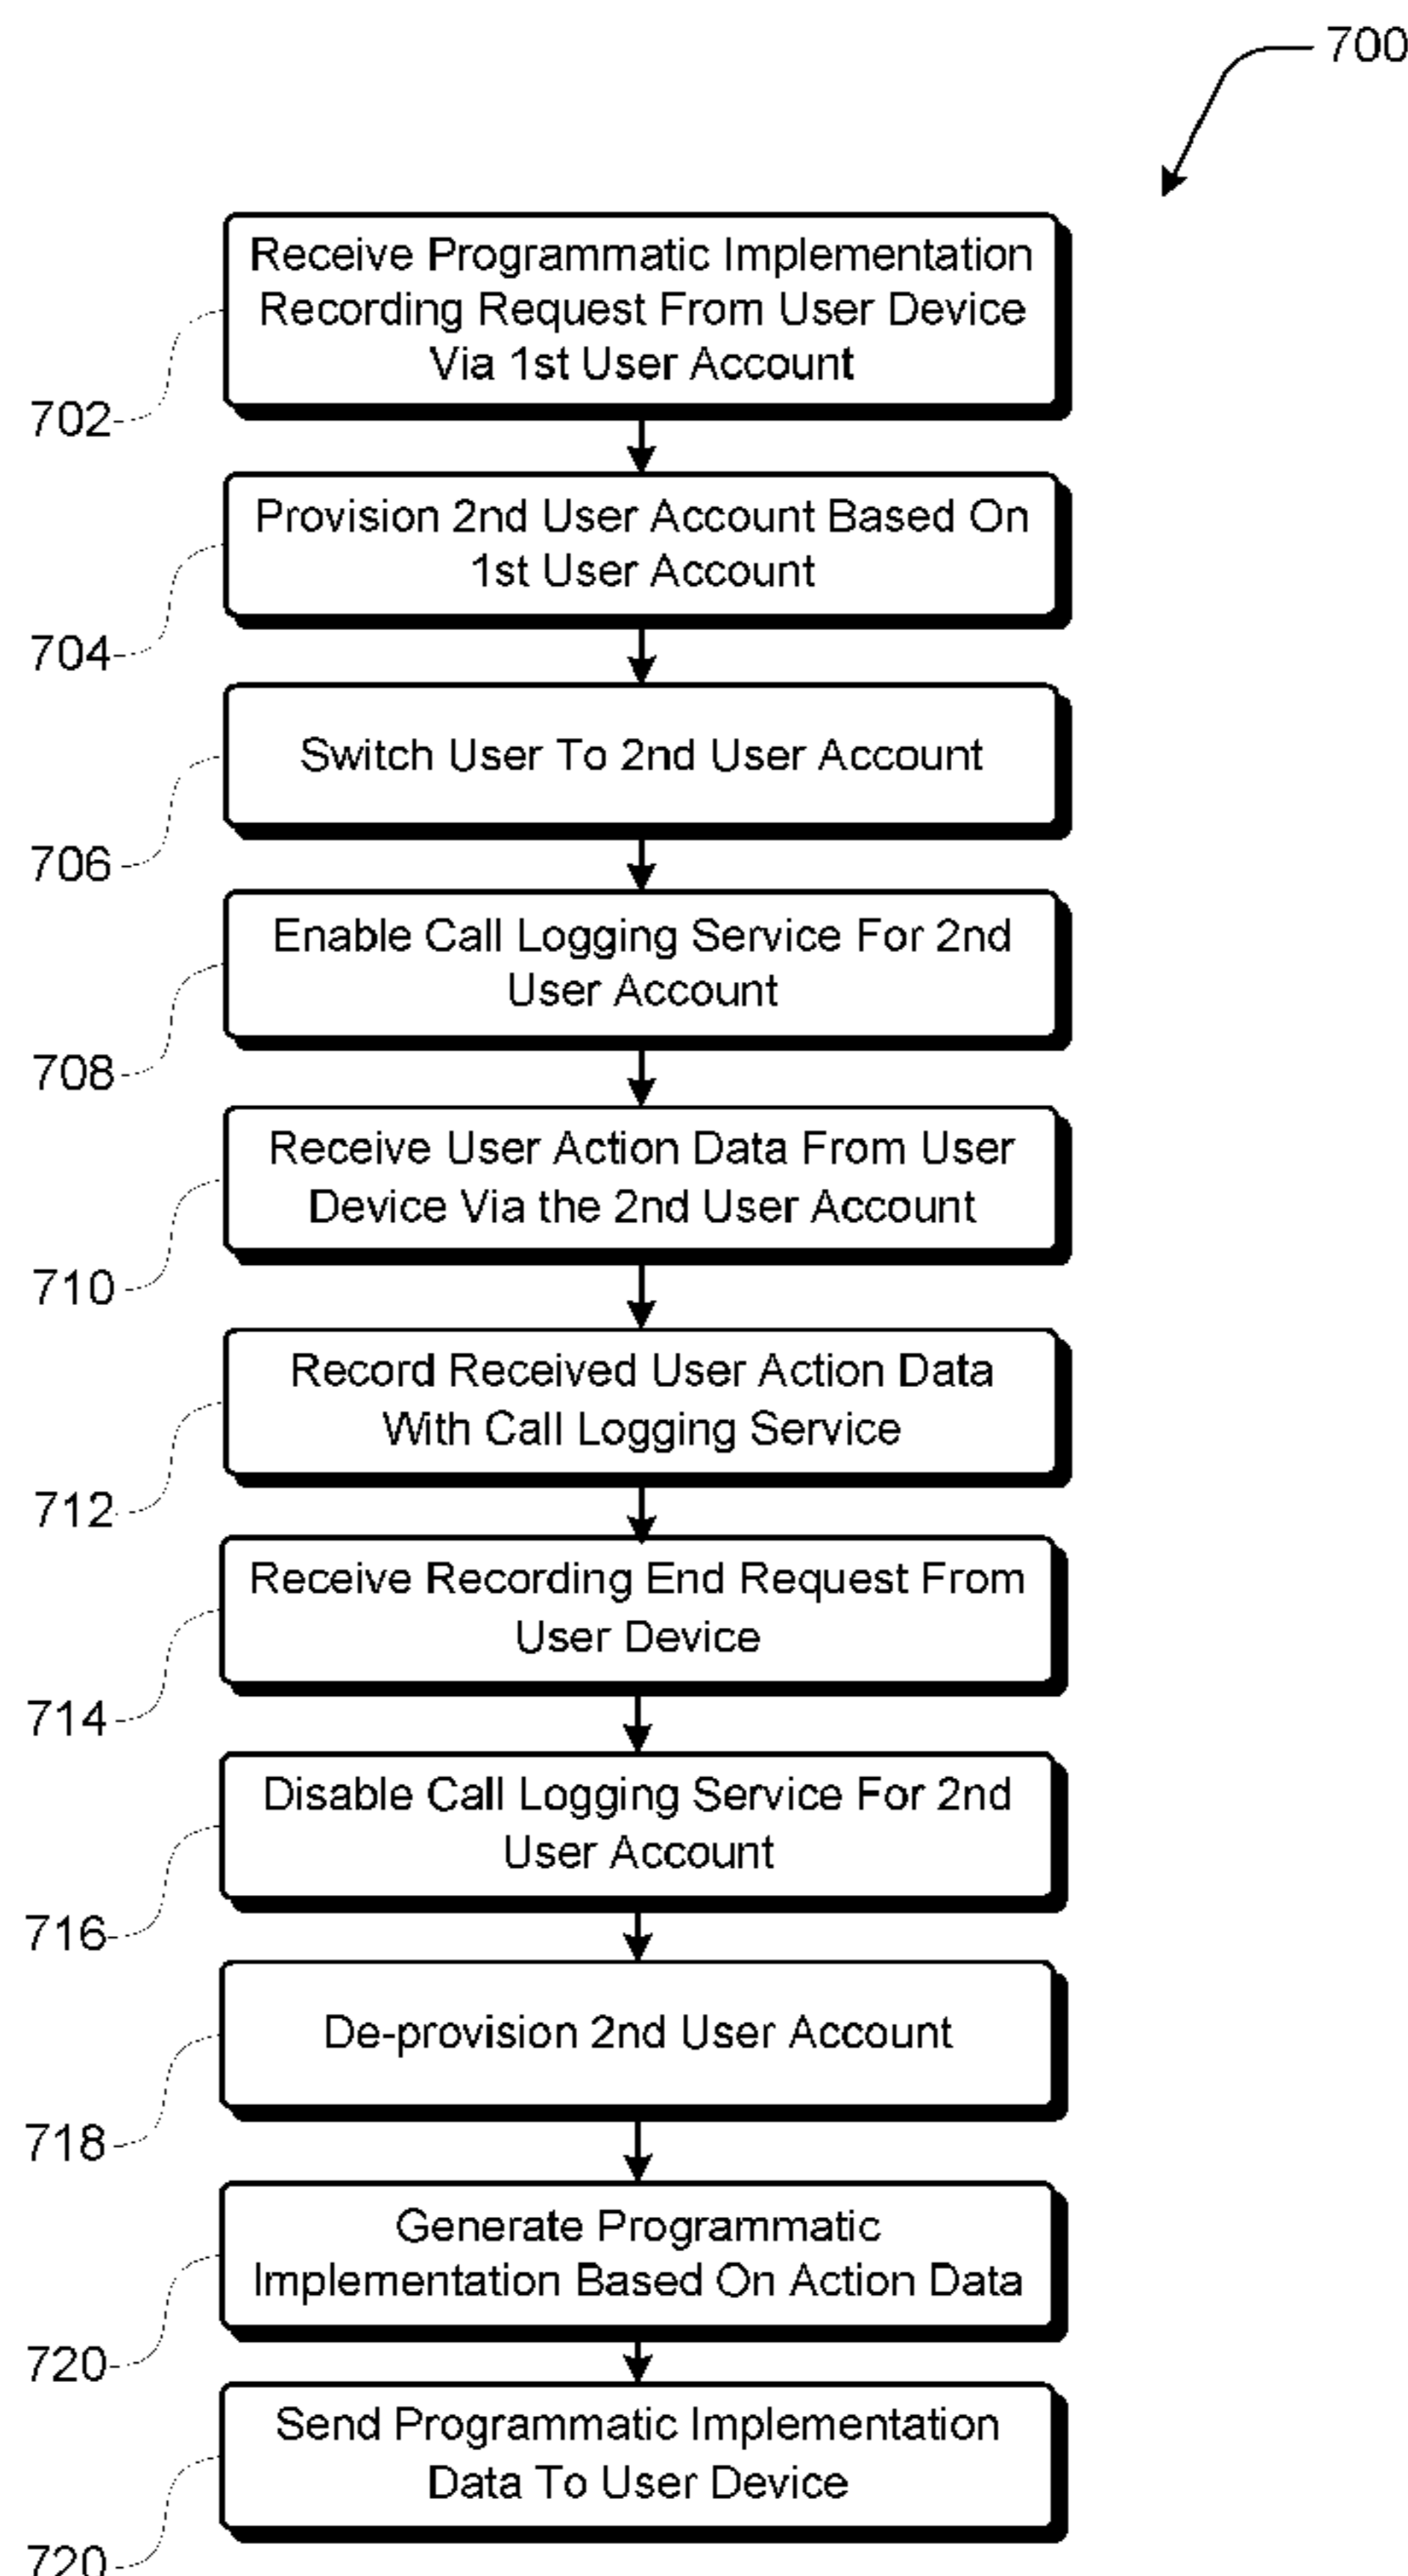 700
Receive Programmatic Implementation
Recording Request From User Device
Via 1st User Account
702
Provision 2nd User Account Based On
1st User Account
704
Switch User To 2nd User Account
706
Enable Call Logging Service For 2nd
User Account
708
Receive User Action Data From User
Device Via the 2nd User Account
710
Record Received User Action Data
With Call Logging Service
712
Receive Recording End Request From
User Device
714
Disable Call Logging Service For 2nd
User Account
716
De-provision 2nd User Account
718
Generate Programmatic
Implementation Based On Action Data
720
Send Programmatic Implementation
Data To User Device
720